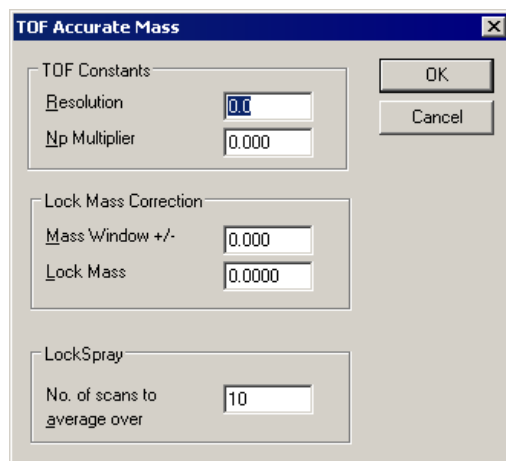 TOF Accurate Mass
TOF Constants
Resolution 0.0
Np Multiplier 0.000
OK
Cancel
Lock Mass Correction
Mass Window +/- 0.000
Lock Mass 0.0000
LockSpray
No. of scans to
average over 10